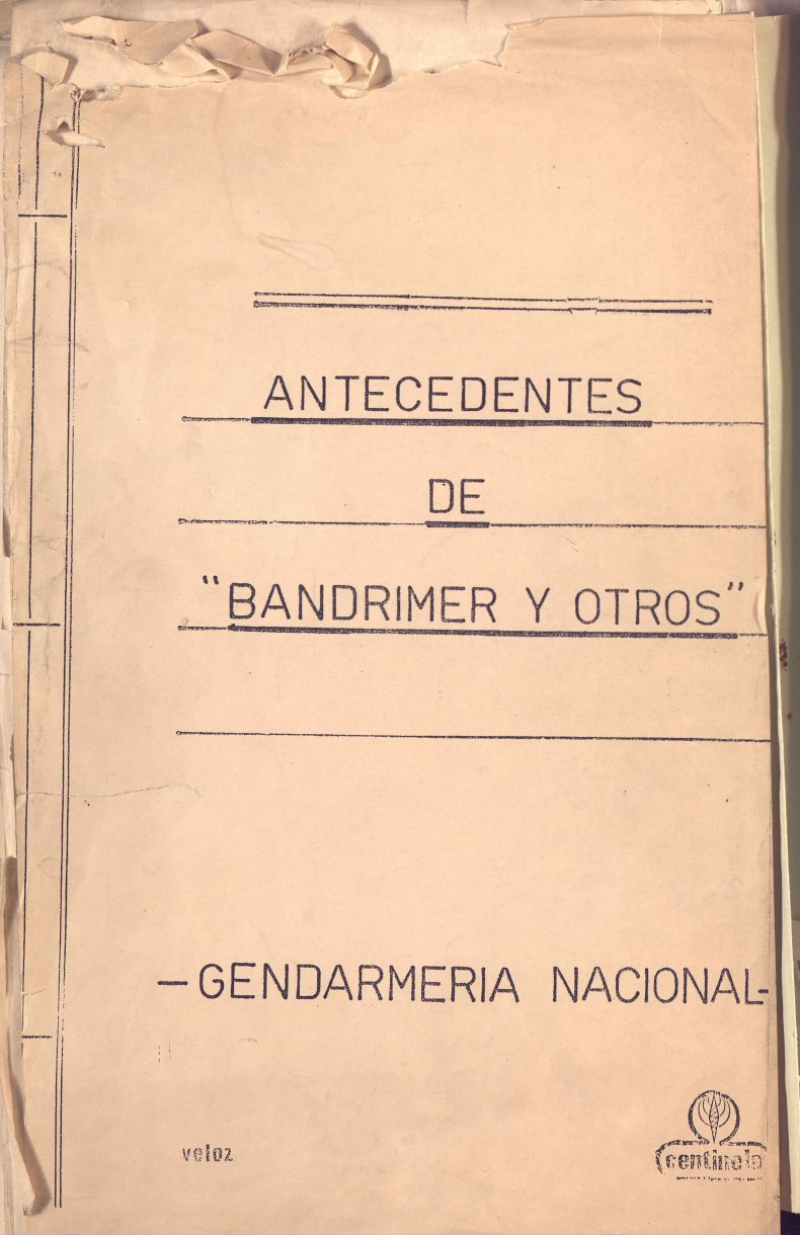 ANTECEDENTES
DE
"BANDRIMER Y OTROS"
-GENDARMERIA NACIONAL-
veloz
centinela